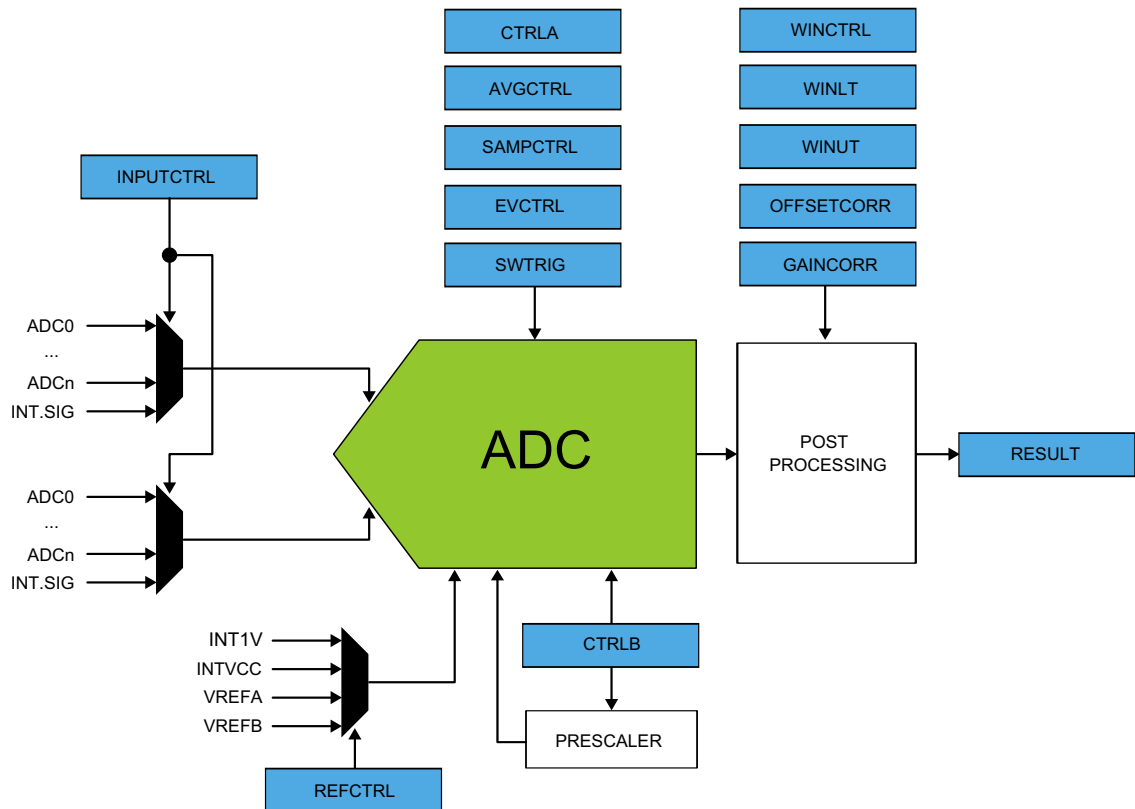 CTRLA
WINCTRL
AVGCTRL
WINLT
SAMPCTRL
WINUT
INPUTCTRL
EVCTRL
OFFSETCORR
SWTRIG
GAINCORR
ADC0
...
ADCn
INT.SIG
ADC
POST
PROCESSING
RESULT
ADC0
...
ADCn
INT.SIG
INT1V
INTVCC
VREFA
VREFB
CTRLB
PRESCALER
REFCTRL